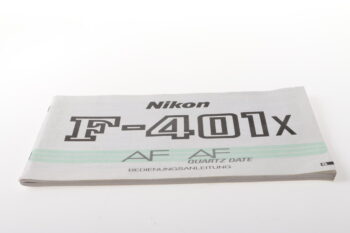 Nikon
F-401x
AF AF
QUARTZ DATE
BEDIENUNGSANLEITUNG